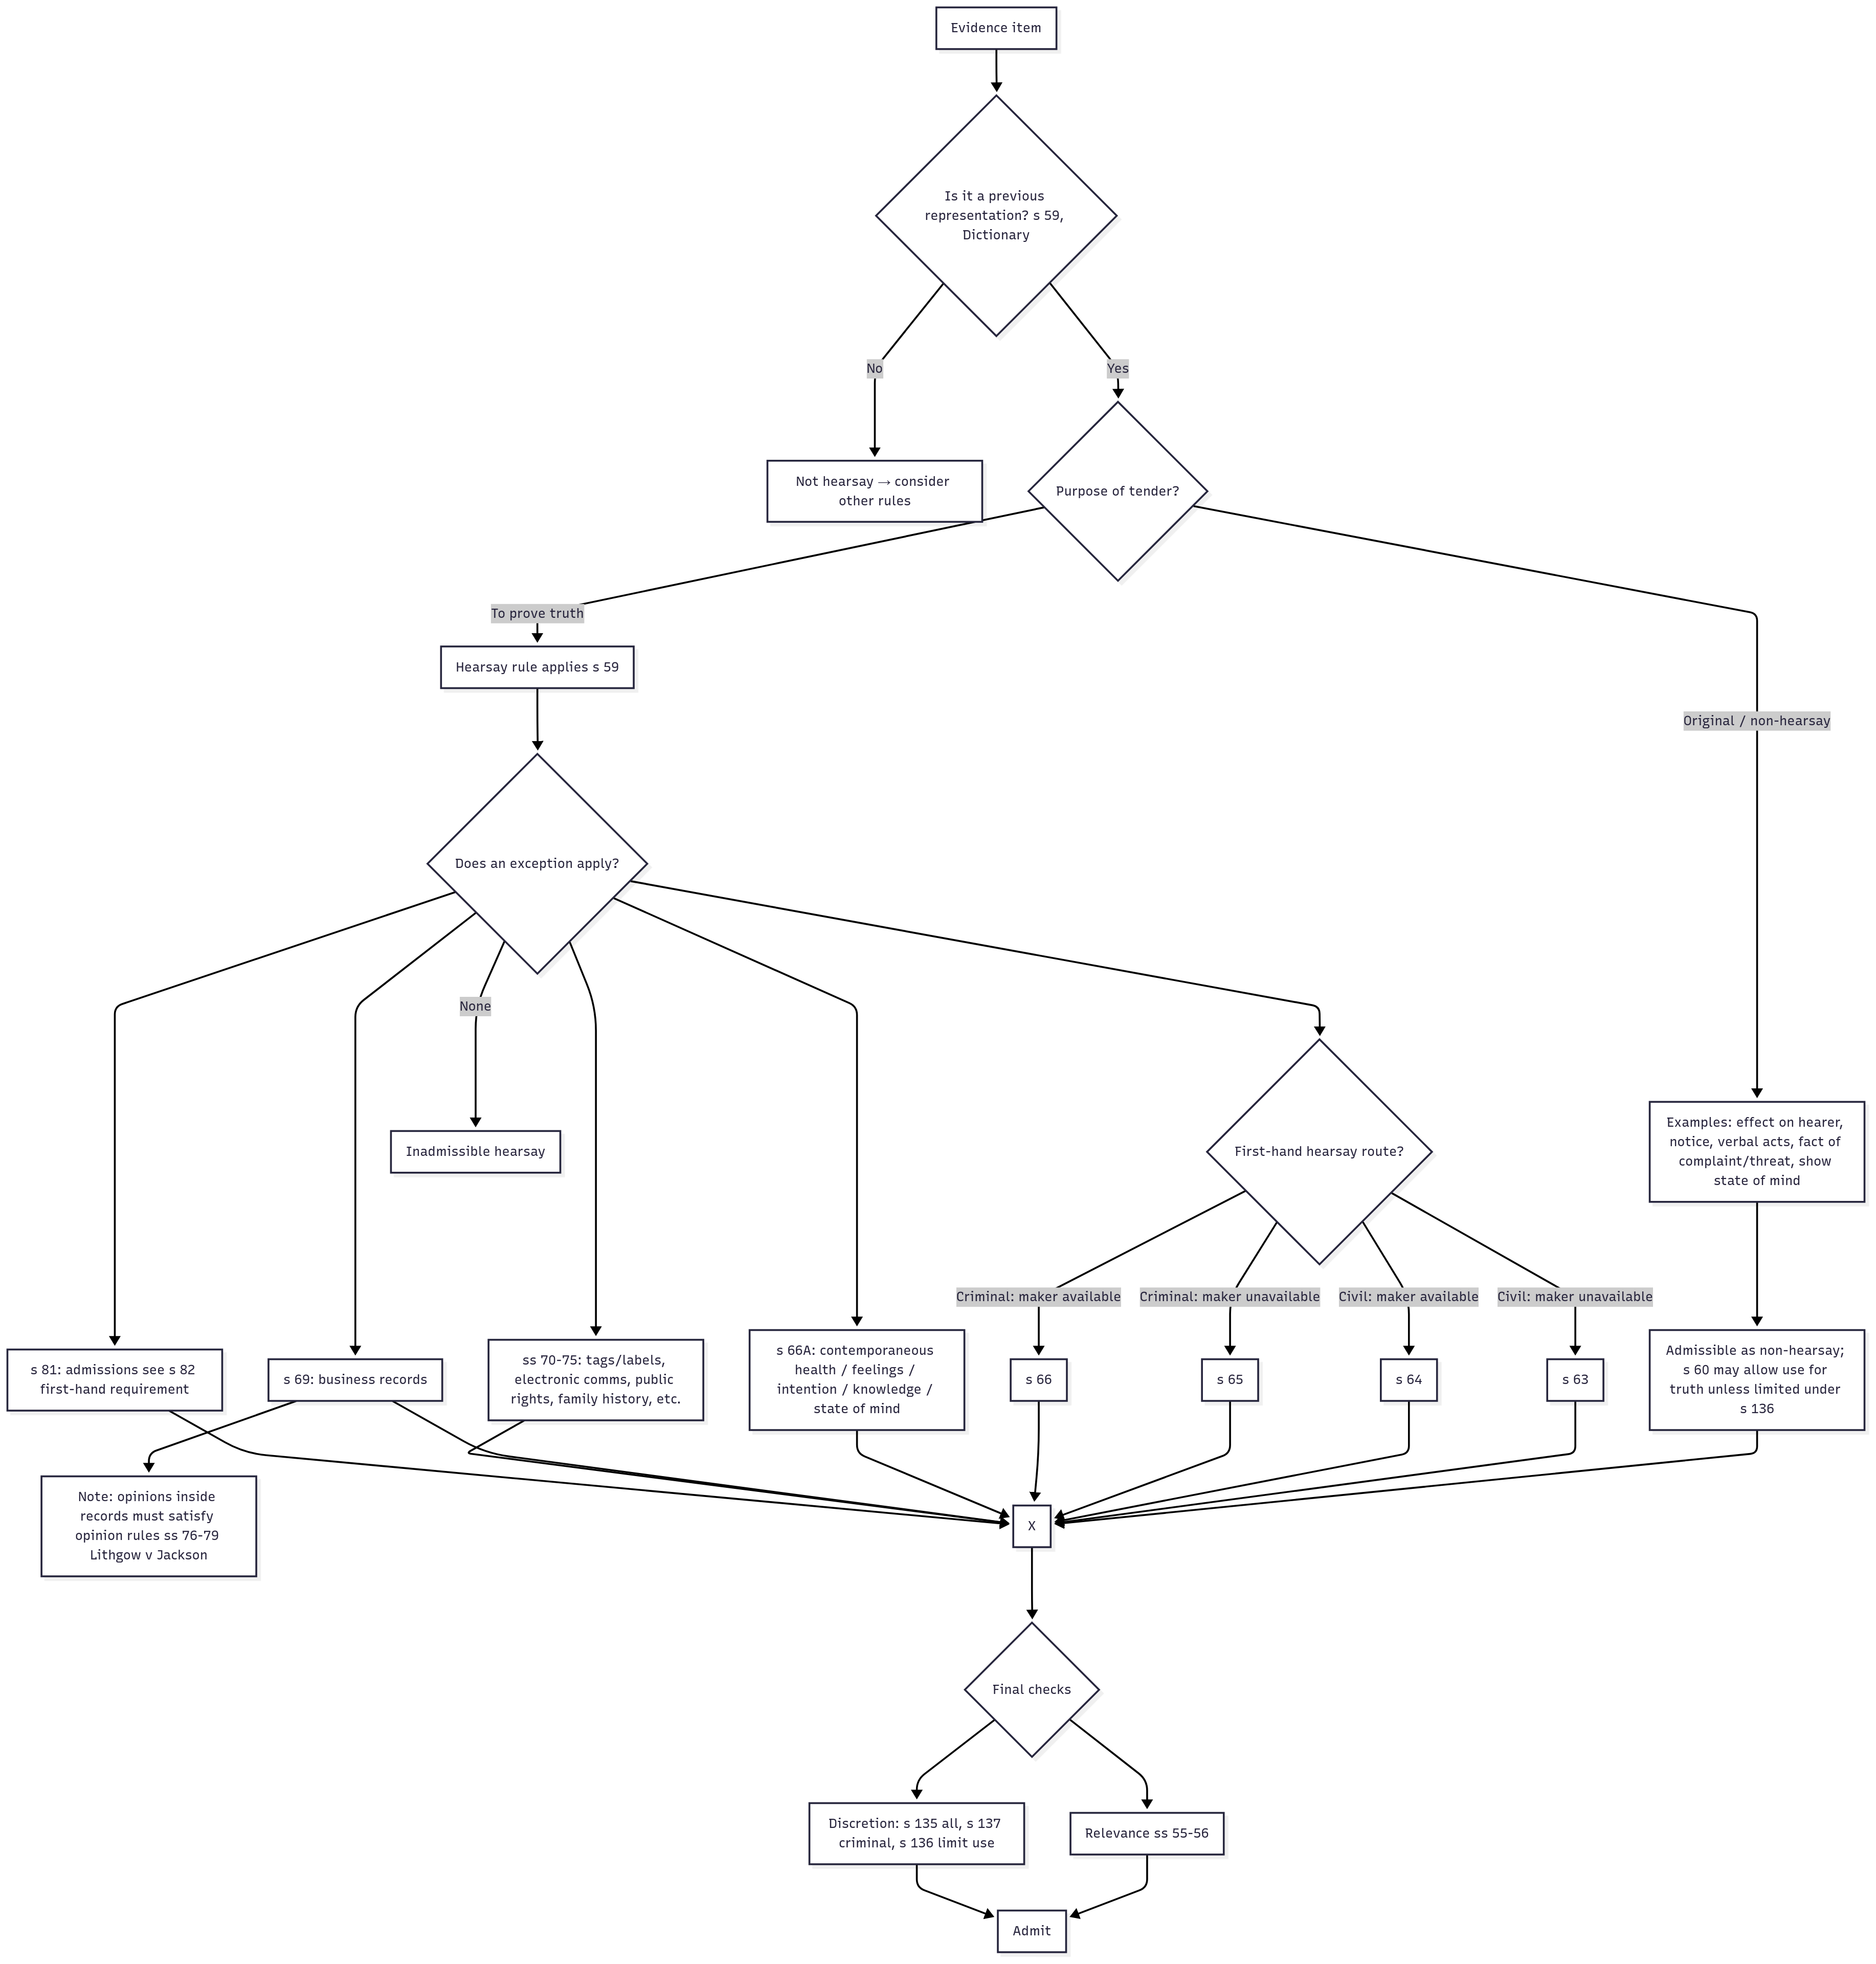 Evidence item
Is it a previous
representation? s 59,
Dictionary
No
Yes
Not hearsay → consider
other rules
Purpose of tender?
To prove truth
Hearsay rule applies s 59
Original / non-hearsay
Does an exception apply?
None
Inadmissible hearsay
First-hand hearsay route?
Examples: effect on hearer,
notice, verbal acts, fact of
complaint/threat, show
state of mind
Criminal: maker available
Criminal: maker unavailable
Civil: maker available
Civil: maker unavailable
s 81: admissions see s 82
first-hand requirement
s 69: business records
ss 70-75: tags/labels,
electronic comms, public
rights, family history, etc.
s 66A: contemporaneous
health / feelings /
intention / knowledge /
state of mind
s 66
s 65
s 64
s 63
Admissible as non-hearsay;
s 60 may allow use for
truth unless limited under
s 136
Note: opinions inside
records must satisfy
opinion rules ss 76-79
Lithgow v Jackson
X
Final checks
Discretion: s 135 all, s 137
criminal, s 136 limit use
Relevance ss 55-56
Admit